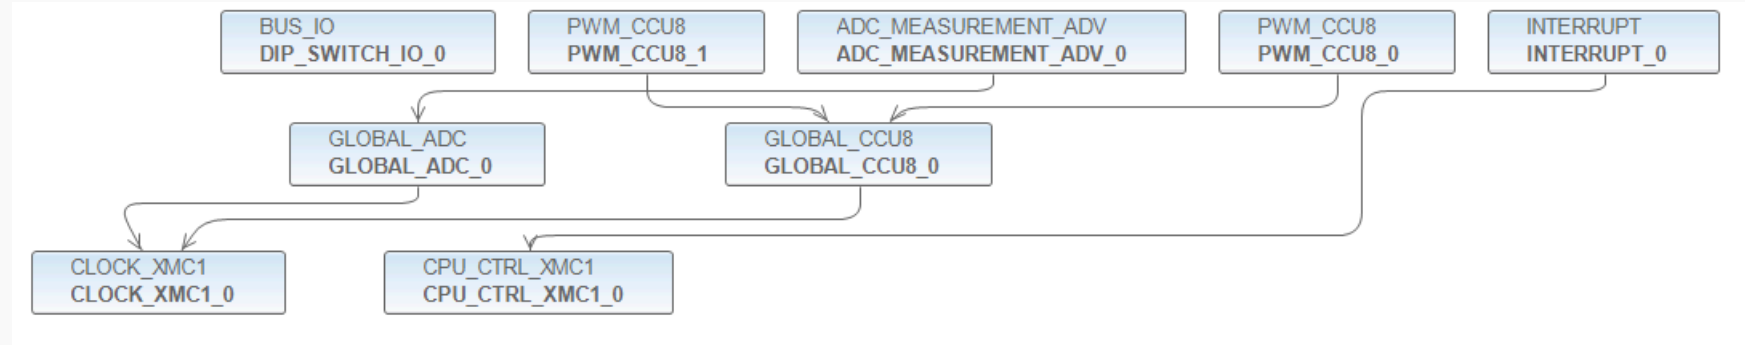 BUS_IO
DIP_SWITCH_IO_0
PWM_CCU8
PWM_CCU8_1
ADC_MEASUREMENT_ADV
ADC_MEASUREMENT_ADV_0
PWM_CCU8
PWM_CCU8_0
INTERRUPT
INTERRUPT_0
GLOBAL_ADC
GLOBAL_ADC_0
GLOBAL_CCU8
GLOBAL_CCU8_0
CLOCK_XMC1
CLOCK_XMC1_0
CPU_CTRL_XMC1
CPU_CTRL_XMC1_0